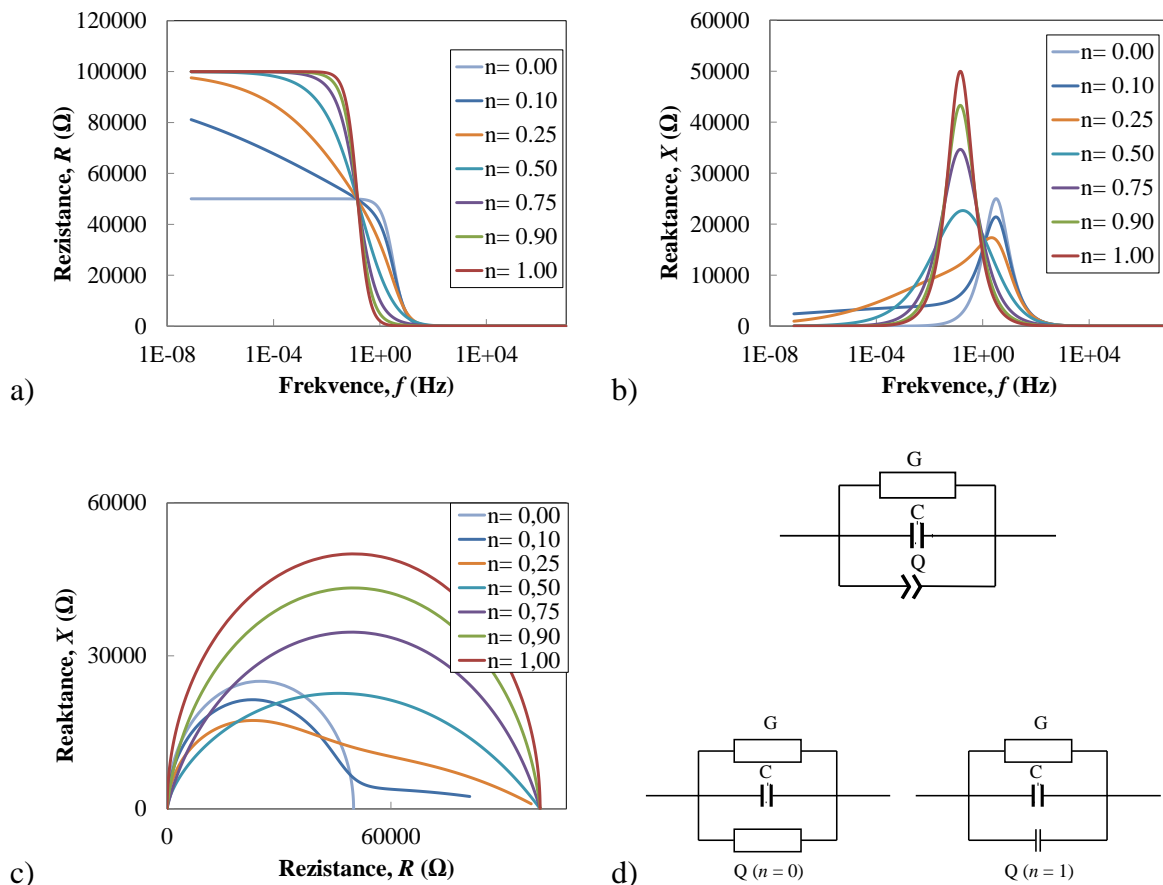 120000
100000
80000
60000
40000
20000
0
Rezistance, R (Ω)
n= 0.00
n= 0.10
n= 0.25
n= 0.50
n= 0.75
n= 0.90
n= 1.00
1E-08 1E-04 1E+00 1E+04
Frekvence, f (Hz)
a)
60000
50000
40000
30000
20000
10000
0
Reaktance, X (Ω)
n= 0.00
n= 0.10
n= 0.25
n= 0.50
n= 0.75
n= 0.90
n= 1.00
1E-08 1E-04 1E+00 1E+04
Frekvence, f (Hz)
b)
60000
30000
0
Reaktance, X (Ω)
n= 0,00
n= 0,10
n= 0,25
n= 0,50
n= 0,75
n= 0,90
n= 1,00
0 60000
Rezistance, R (Ω)
c)
G
C
Q
G
C
Q (n = 0)
G
C
Q (n = 1)
d)